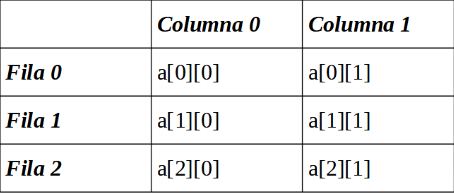 Columna 0 Columna 1
Fila 0 a[0][0] a[0][1]
Fila 1 a[1][0] a[1][1]
Fila 2 a[2][0] a[2][1]